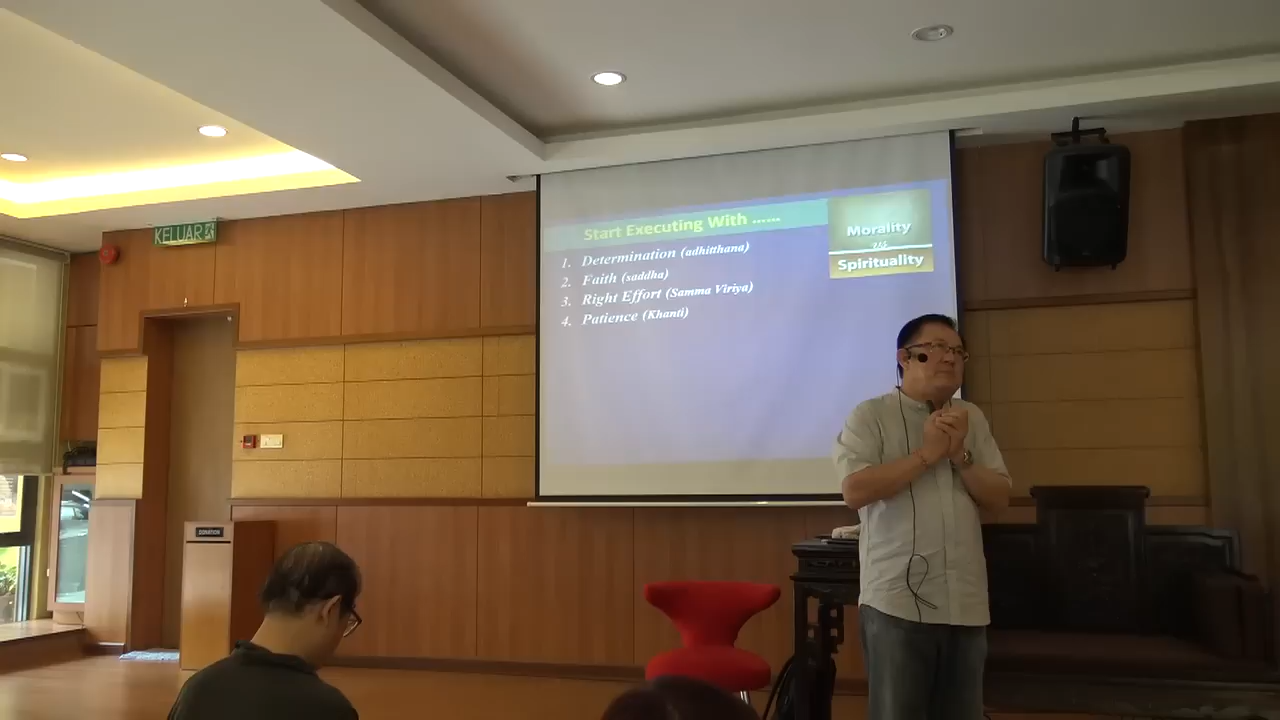 KELUAR
Start Executing With ......
1. Determination (adhitthana)
2. Faith (saddha)
3. Right Effort (Samma Viriya)
4. Patience (Khanti)
Morality
vs
Spirituality
DONATION